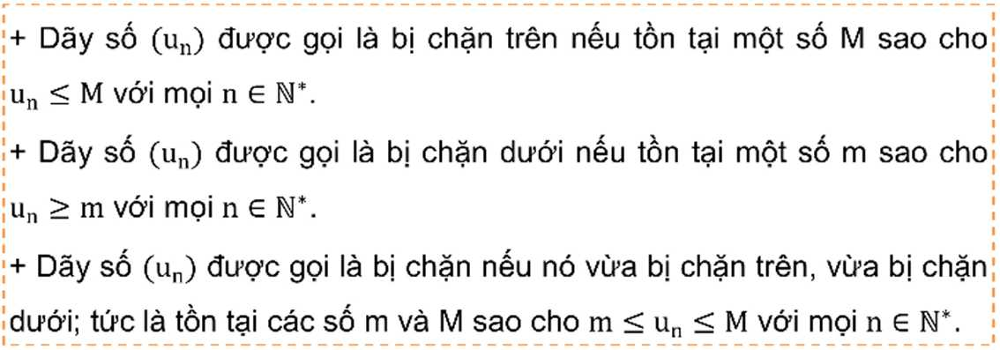 + Dãy số (uₙ) được gọi là bị chặn trên nếu tồn tại một số M sao cho
uₙ ≤ M với mọi n ∈ ℕ*.
+ Dãy số (uₙ) được gọi là bị chặn dưới nếu tồn tại một số m sao cho
uₙ ≥ m với mọi n ∈ ℕ*.
+ Dãy số (uₙ) được gọi là bị chặn nếu nó vừa bị chặn trên, vừa bị chặn
dưới; tức là tồn tại các số m và M sao cho m ≤ uₙ ≤ M với mọi n ∈ ℕ*.